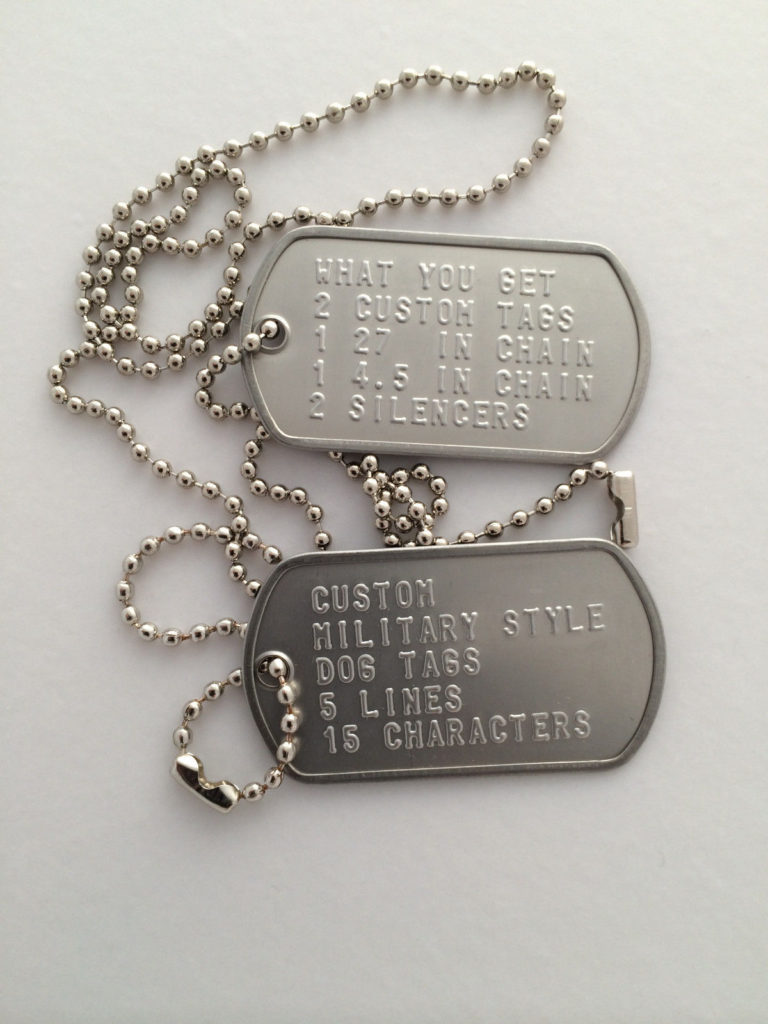 WHAT YOU GET
2 CUSTOM TAGS
1 27 IN CHAIN
1 4.5 IN CHAIN
2 SILENCERS
CUSTOM
MILITARY STYLE
DOG TAGS
5 LINES
15 CHARACTERS